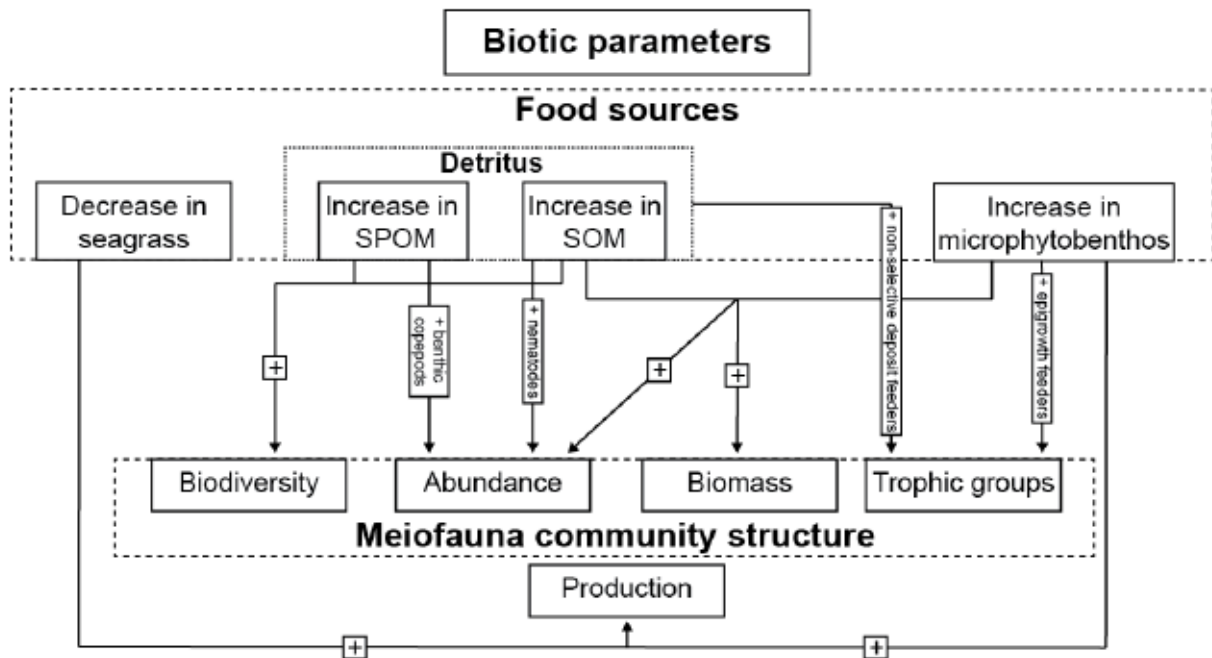 Biotic parameters
Food sources
Detritus
Decrease in
seagrass
Increase in
SPOM
Increase in
SOM
Increase in
microphytobenthos
+ benthic
copepods
+ nematodes
+ non-selective deposit feeders
+ epigrowth feeders
+
+
+
Biodiversity
Abundance
Biomass
Trophic groups
Meiofauna community structure
Production
+
+